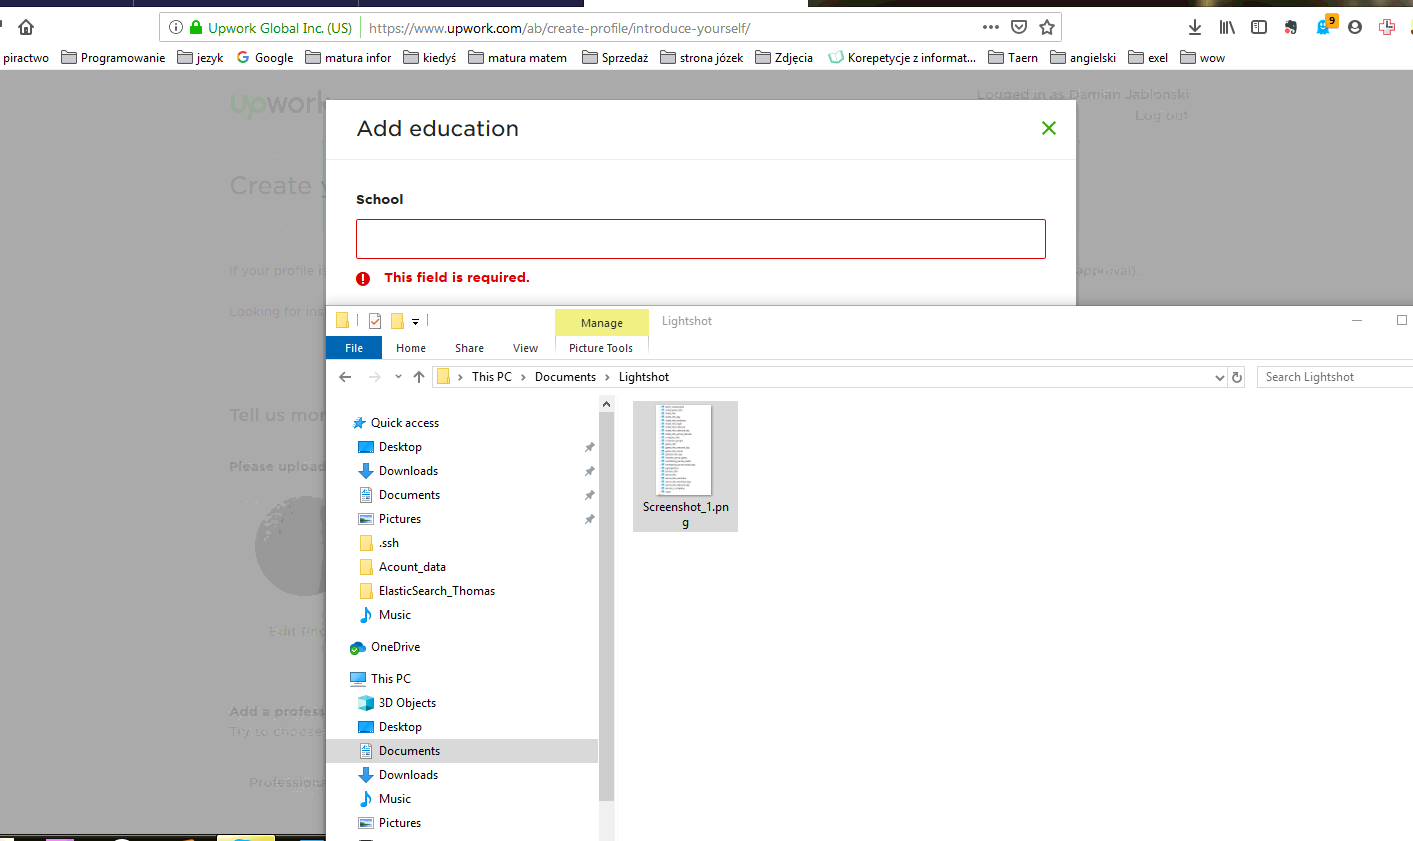 Upwork Global Inc. (US)
https://www.upwork.com/ab/create-profile/introduce-yourself/
9
piractwo
Programowanie
jezyk
Google
matura infor
kiedyś
matura matem
Sprzedaż
strona józek
Zdjęcia
Korepetycje z informat...
Taern
angielski
exel
wow
Upwork
Logged in as Damian Jablonski
Log out
Add education
Create y
School
If your profile is
This field is required.
approval).
Looking for ins
Manage
Lightshot
File
Home
Share
View
Picture Tools
This PC
Documents
Lightshot
Search Lightshot
Tell us mor
Please upload
Edit Pro
Add a profess
Try to choose
Professiona
Quick access
Desktop
Downloads
Documents
Pictures
.ssh
Acount_data
ElasticSearch_Thomas
Music
OneDrive
This PC
3D Objects
Desktop
Documents
Downloads
Music
Pictures
Screenshot_1.pn
g